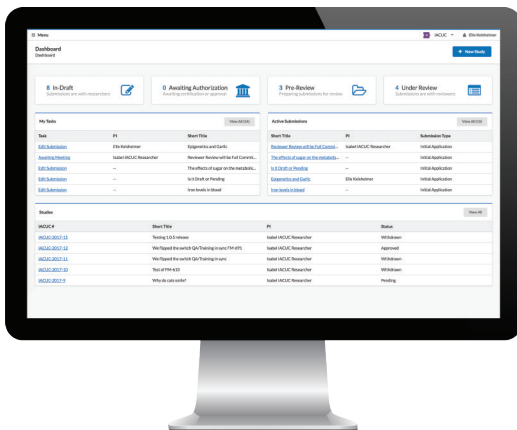 Menu
IACUC
Elle Keisheimer
Dashboard
Dashboard
+ New Study
8 In-Draft
Submissions are with researchers
0 Awaiting Authorization
Awaiting certification or approval
3 Pre-Review
Preparing submissions for review
4 Under Review
Submissions are with reviewers
My Tasks
Task PI Short Title
Edit Submission Elle Keisheimer Epigenetics and Garlic
Awaiting Meeting Isabel IACUC Researcher Reviewer Review will be Full Commi...
Edit Submission -- The effects of sugar on the metabolic...
Edit Submission -- Is it Draft or Pending
Edit Submission -- Iron levels in blood
Active Submissions
Short Title PI Submission Type
Reviewer Review will be Full Commi... Isabel IACUC Researcher Initial Application
The effects of sugar on the metabolis... -- Initial Application
Is it Draft or Pending -- Initial Application
Epigenetics and Garlic Elle Keisheimer Initial Application
Iron levels in blood -- Initial Application
Studies
View All
IACUC # Short Title PI Status
IACUC-2017-13 Testing 1.0.5 release Isabel IACUC Researcher Withdrawn
IACUC-2017-12 We flipped the switch QA/Training in sync FM-691 Isabel IACUC Researcher Approved
IACUC-2017-11 We flipped the switch QA/Training in sync Isabel IACUC Researcher Withdrawn
IACUC-2017-10 Test of FM-610 Isabel IACUC Researcher Withdrawn
IACUC-2017-9 Why do cats smile? Isabel IACUC Researcher Pending